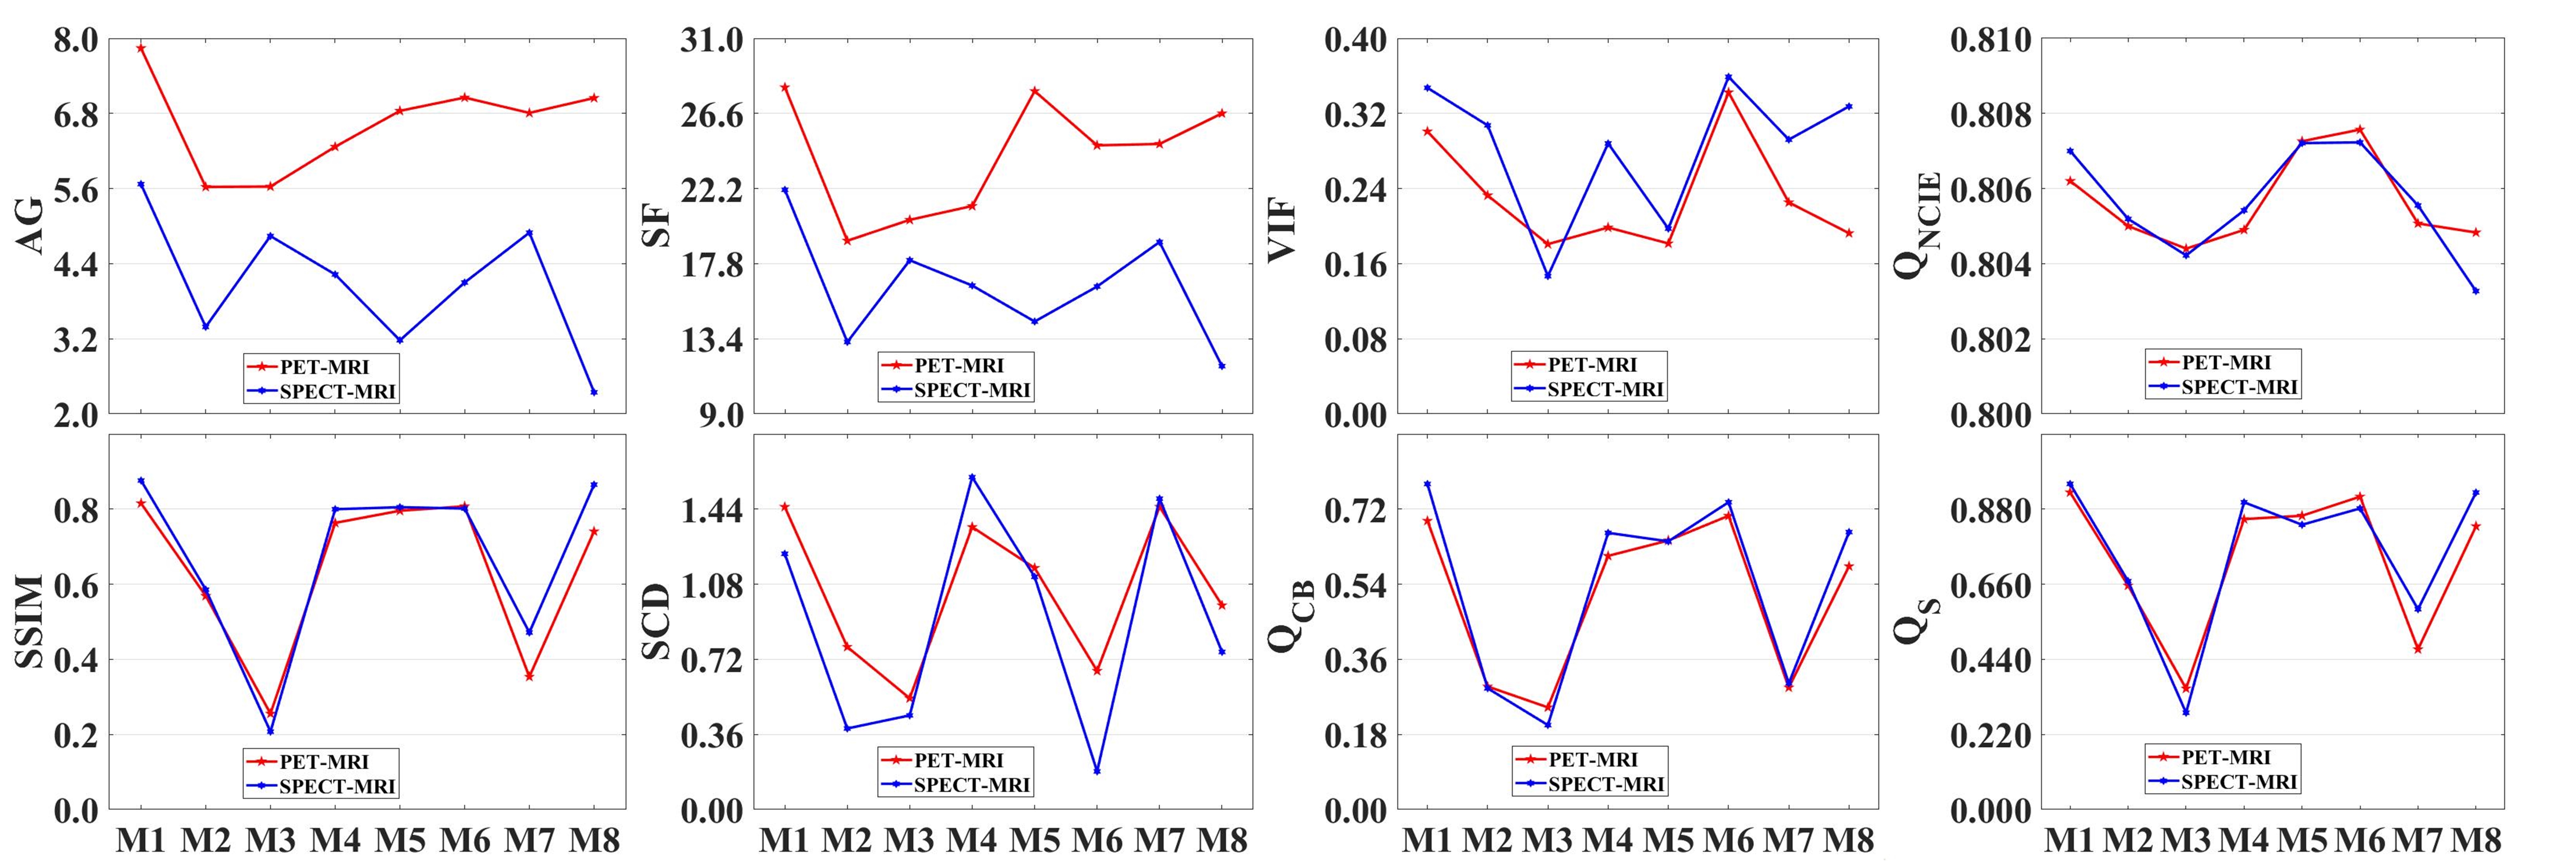 AG
8.0
6.8
5.6
4.4
3.2
2.0
PET-MRI
SPECT-MRI
SF
31.0
26.6
22.2
17.8
13.4
9.0
PET-MRI
SPECT-MRI
VIF
0.40
0.32
0.24
0.16
0.08
0.00
PET-MRI
SPECT-MRI
QNCIE
0.810
0.808
0.806
0.804
0.802
0.800
PET-MRI
SPECT-MRI
SSIM
0.8
0.6
0.4
0.2
0.0
PET-MRI
SPECT-MRI
M1 M2 M3 M4 M5 M6 M7 M8
SCD
1.44
1.08
0.72
0.36
0.00
PET-MRI
SPECT-MRI
M1 M2 M3 M4 M5 M6 M7 M8
QCB
0.72
0.54
0.36
0.18
0.00
PET-MRI
SPECT-MRI
M1 M2 M3 M4 M5 M6 M7 M8
QS
0.880
0.660
0.440
0.220
0.000
PET-MRI
SPECT-MRI
M1 M2 M3 M4 M5 M6 M7 M8